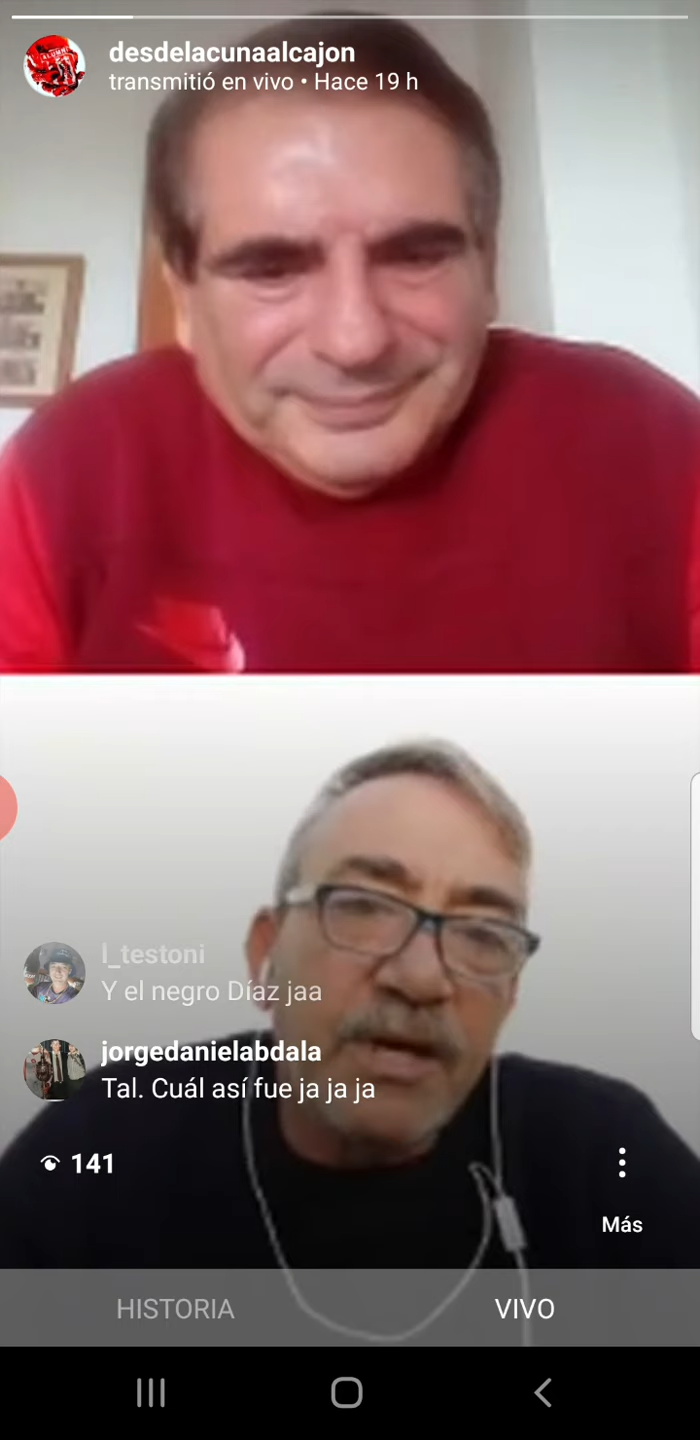 desdelacunaalcajon
transmitió en vivo • Hace 19 h
l_testoni
Y el negro Díaz jaa
jorgedanielabdala
Tal. Cuál así fue ja ja ja
141
Más
HISTORIA
VIVO